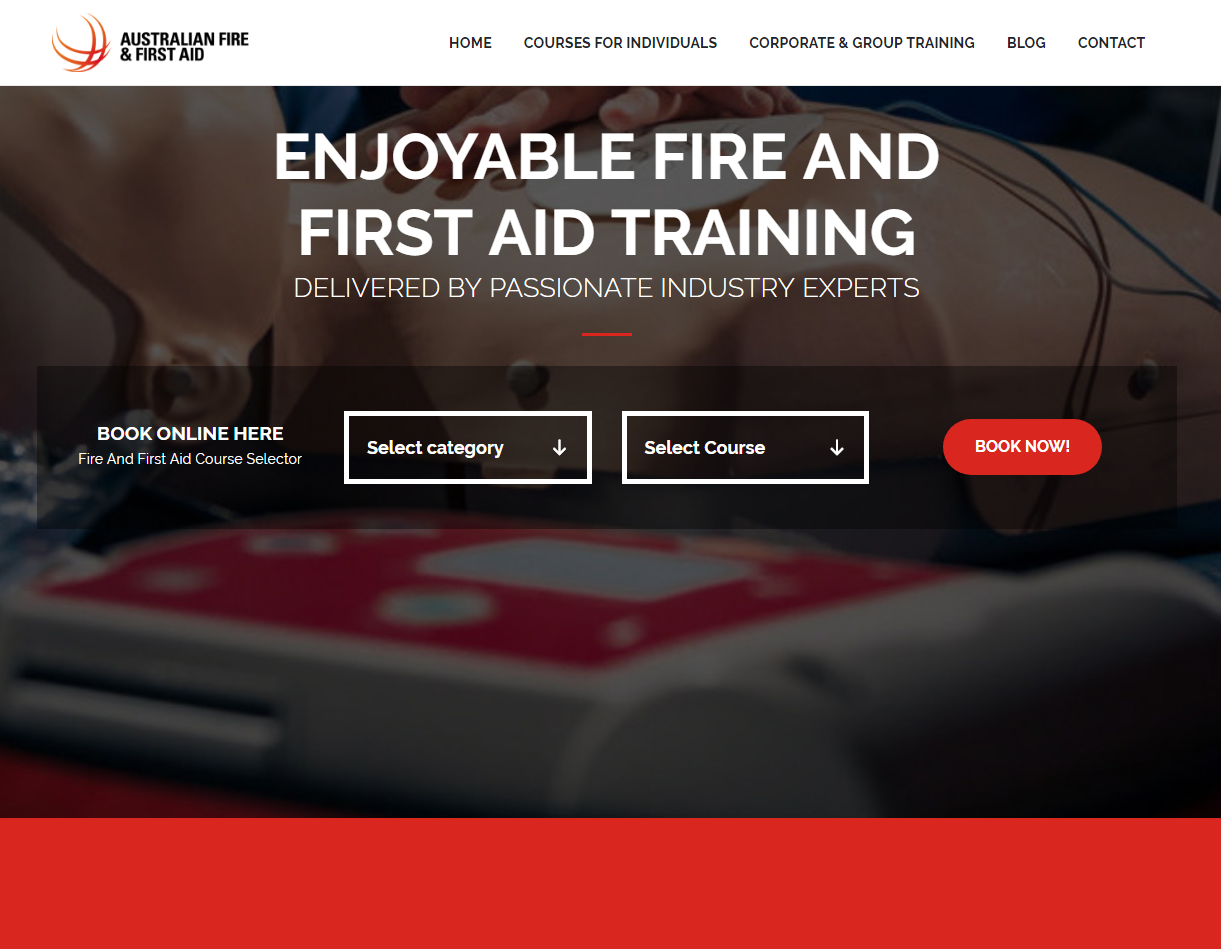 AUSTRALIAN FIRE
& FIRST AID
HOME COURSES FOR INDIVIDUALS CORPORATE & GROUP TRAINING BLOG CONTACT
ENJOYABLE FIRE AND
FIRST AID TRAINING
DELIVERED BY PASSIONATE INDUSTRY EXPERTS
BOOK ONLINE HERE
Fire And First Aid Course Selector
Select category
Select Course
BOOK NOW!